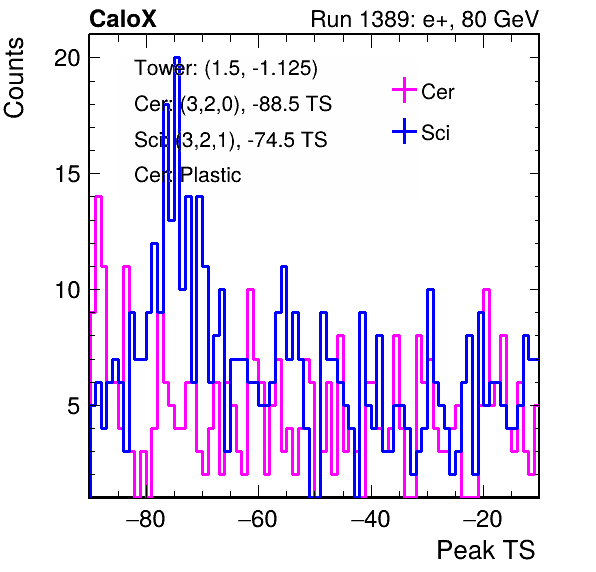 CaloX Run 1389: e+, 80 GeV
Counts
20
15
10
5
Tower: (1.5, -1.125)
Cer: (3,2,0), -88.5 TS
Sci: (3,2,1), -74.5 TS
Cer: Plastic
Cer
Sci
−80 −60 −40 −20
Peak TS